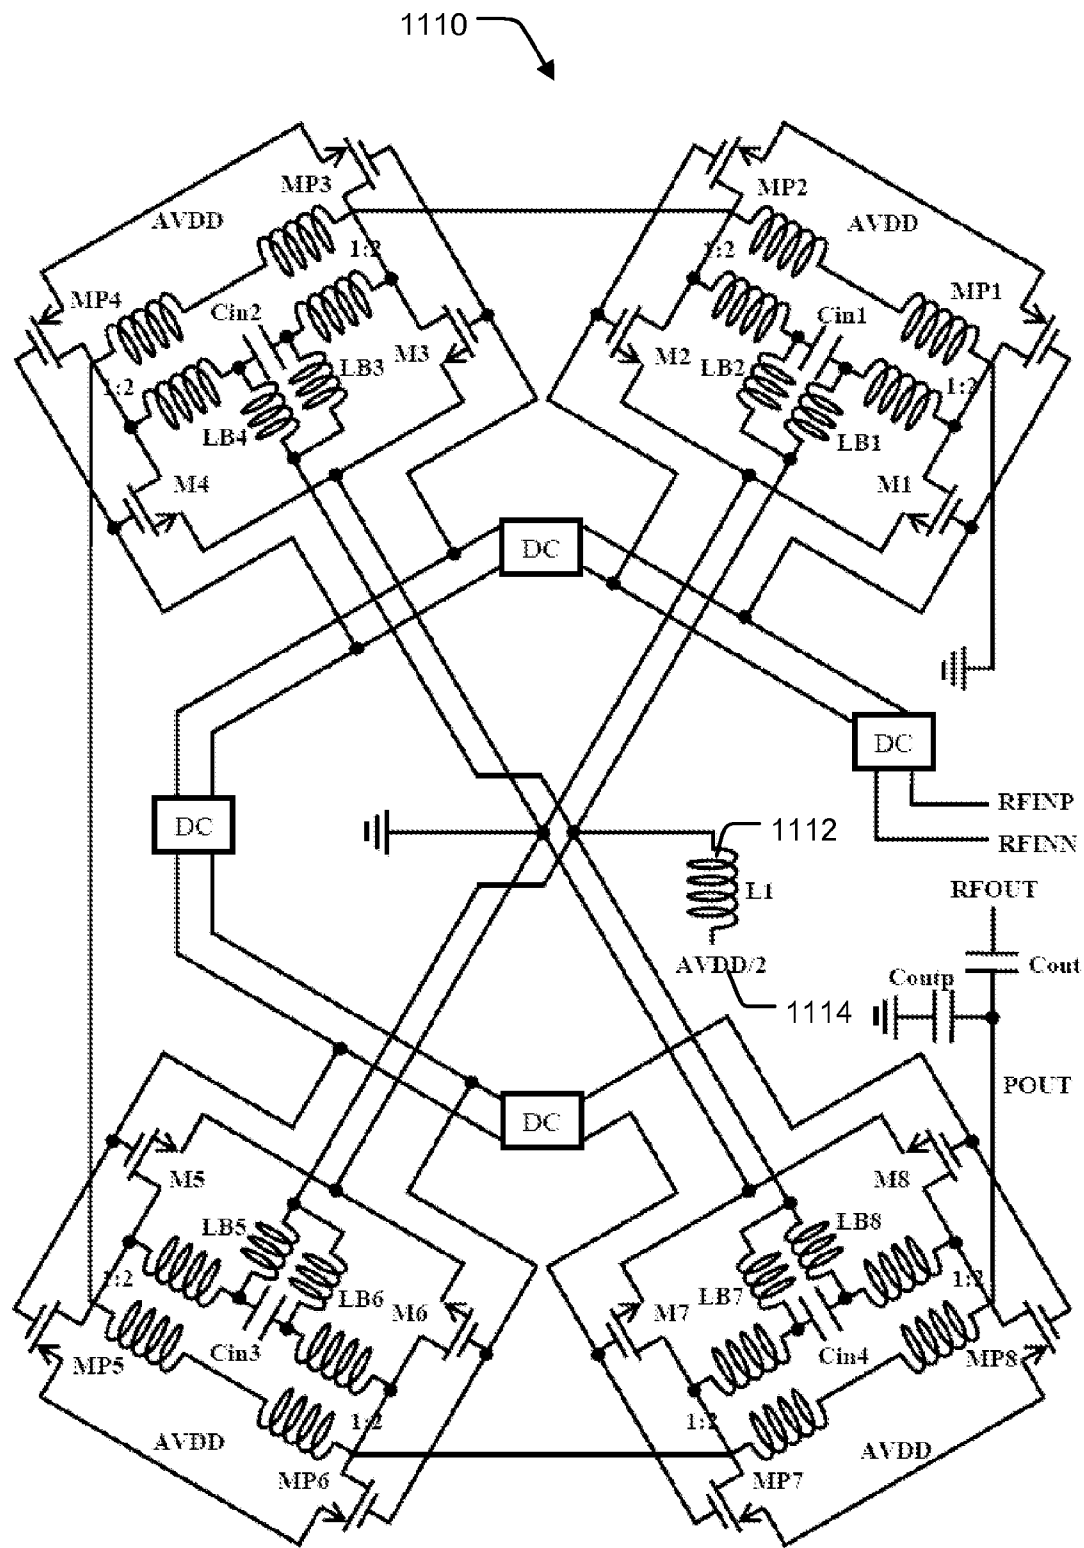 1110
MP3
MP2
AVDD
AVDD
1:2
1:2
MP4
MP1
Cin2
Cin1
M3
LB3
M2
LB2
1:2
1:2
LB4
LB1
M4
M1
DC
DC
DC
RFINP
1112
RFINN
L1
RFOUT
AVDD/2
Cout
Coutp
1114
POUT
DC
M5
M8
LB5
LB8
1:2
1:2
LB6
M6
LB7
M7
Cin3
Cin4
MP5
MP8
1:2
1:2
AVDD
AVDD
MP6
MP7